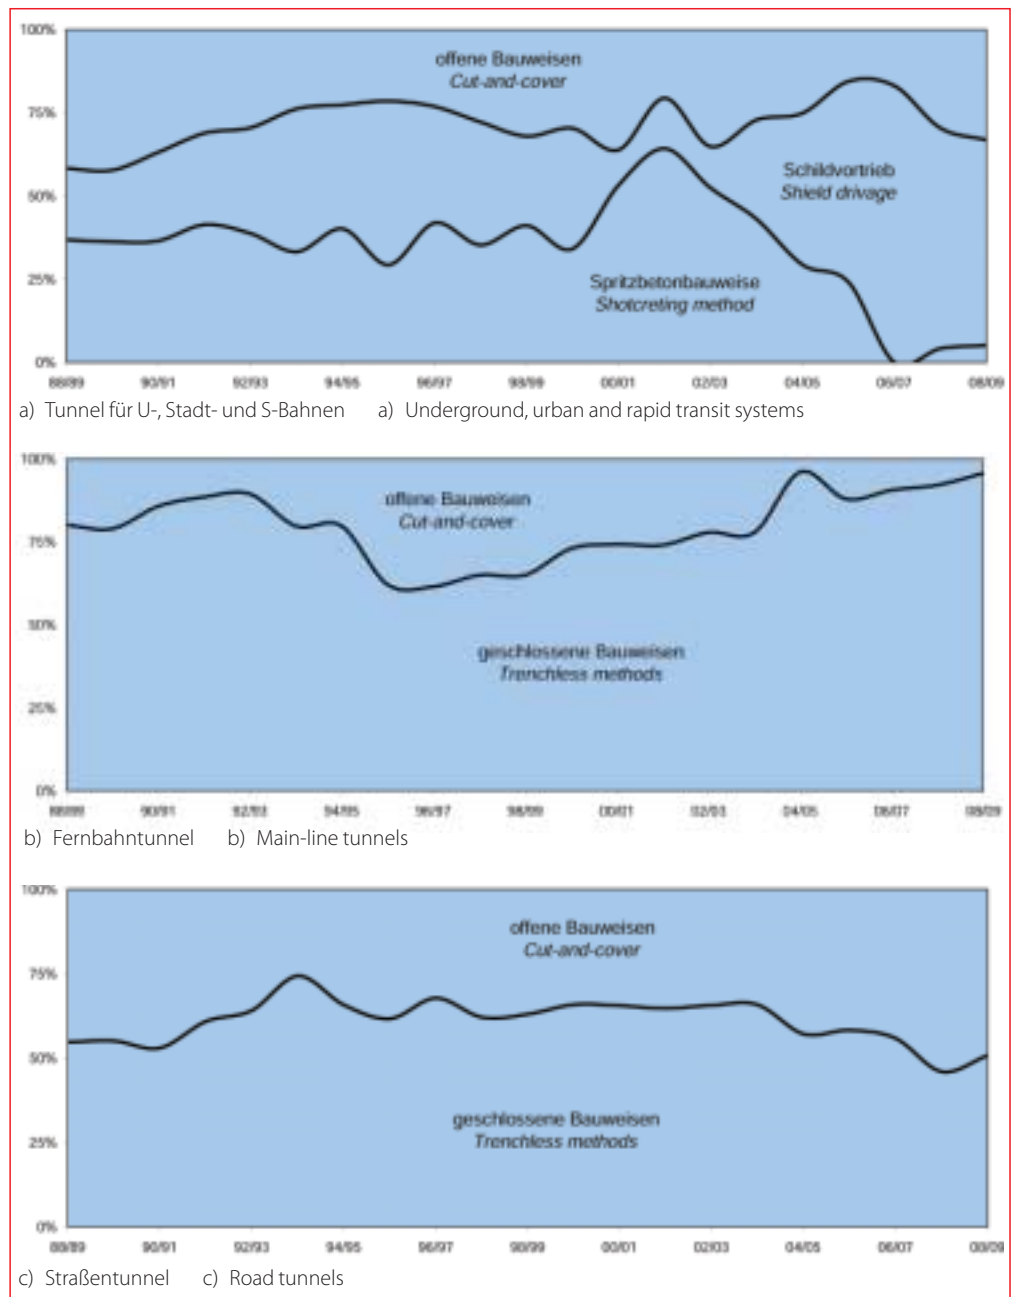 100%
offene Bauweisen
Cut-and-cover
75%
Schildvortrieb
Shield drivage
50%
25%
Spritzbetonbauweise
Shotcreting method
0%
88/89 90/91 92/93 94/95 96/97 98/99 00/01 02/03 04/05 06/07 08/09
a) Tunnel für U-, Stadt- und S-Bahnen a) Underground, urban and rapid transit systems
100%
offene Bauweisen
Cut-and-cover
75%
50%
geschlossene Bauweisen
Trenchless methods
25%
0%
88/89 90/91 92/93 94/95 96/97 98/99 00/01 02/03 04/05 06/07 08/09
b) Fernbahntunnel b) Main-line tunnels
100%
offene Bauweisen
Cut-and-cover
75%
50%
geschlossene Bauweisen
Trenchless methods
25%
0%
88/89 90/91 92/93 94/95 96/97 98/99 00/01 02/03 04/05 06/07 08/09
c) Straßentunnel c) Road tunnels